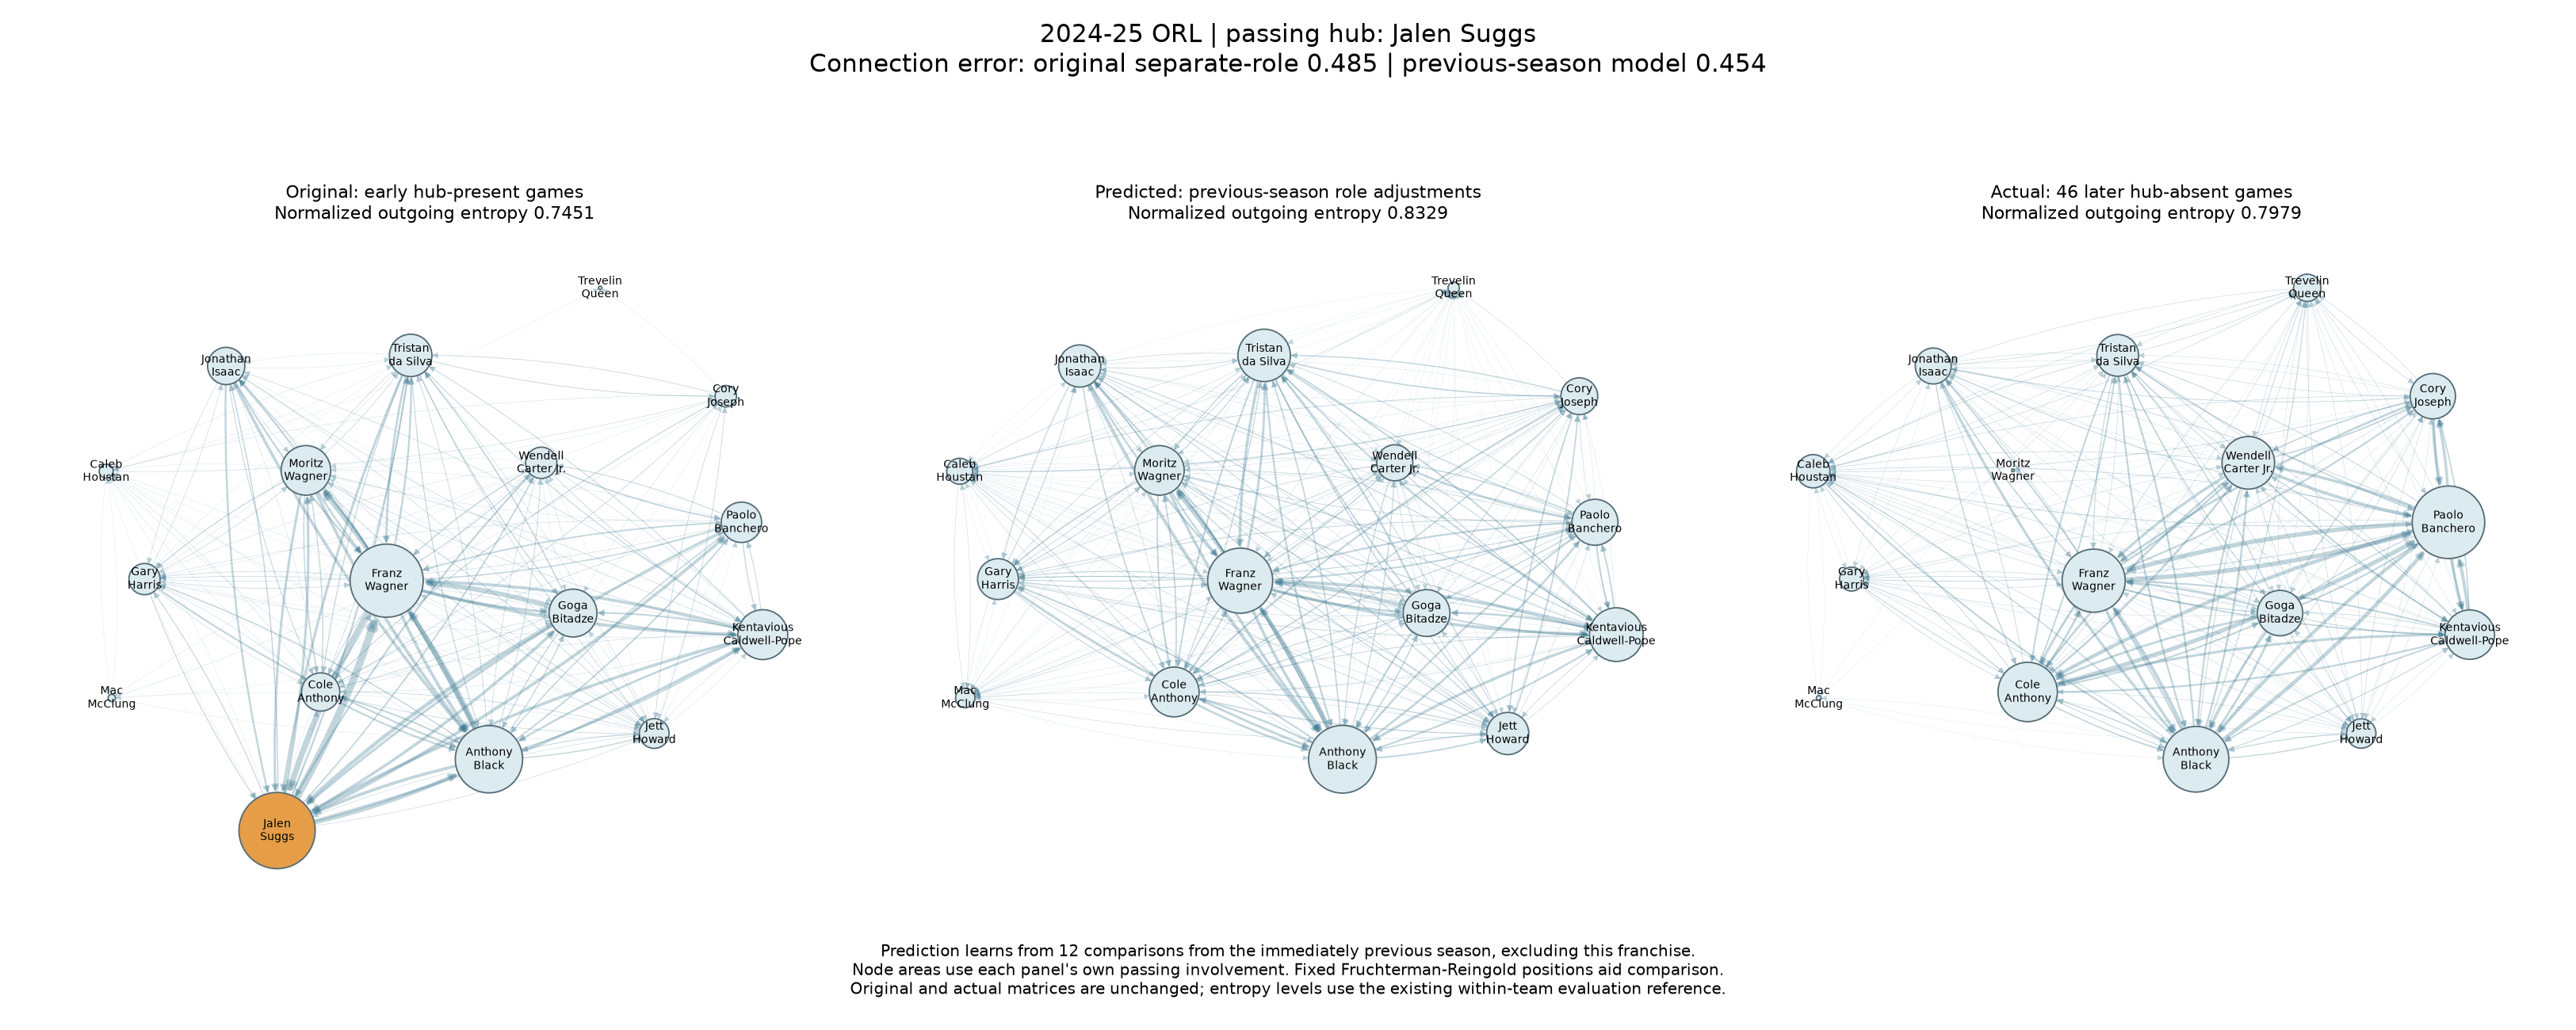 2024-25 ORL | passing hub: Jalen Suggs
Connection error: original separate-role 0.485 | previous-season model 0.454
Original: early hub-present games
Normalized outgoing entropy 0.7451
Trevelin
Queen
Jonathan
Isaac
Tristan
da Silva
Cory
Joseph
Caleb
Houstan
Moritz
Wagner
Wendell
Carter Jr.
Paolo
Banchero
Gary
Harris
Franz
Wagner
Goga
Bitadze
Kentavious
Caldwell-Pope
Mac
McClung
Cole
Anthony
Jett
Howard
Anthony
Black
Jalen
Suggs
Predicted: previous-season role adjustments
Normalized outgoing entropy 0.8329
Trevelin
Queen
Jonathan
Isaac
Tristan
da Silva
Cory
Joseph
Caleb
Houstan
Moritz
Wagner
Wendell
Carter Jr.
Paolo
Banchero
Gary
Harris
Franz
Wagner
Goga
Bitadze
Kentavious
Caldwell-Pope
Mac
McClung
Cole
Anthony
Jett
Howard
Anthony
Black
Actual: 46 later hub-absent games
Normalized outgoing entropy 0.7979
Trevelin
Queen
Jonathan
Isaac
Tristan
da Silva
Cory
Joseph
Caleb
Houstan
Moritz
Wagner
Wendell
Carter Jr.
Paolo
Banchero
Gary
Harris
Franz
Wagner
Goga
Bitadze
Kentavious
Caldwell-Pope
Mac
McClung
Cole
Anthony
Jett
Howard
Anthony
Black
Prediction learns from 12 comparisons from the immediately previous season, excluding this franchise.
Node areas use each panel's own passing involvement. Fixed Fruchterman-Reingold positions aid comparison.
Original and actual matrices are unchanged; entropy levels use the existing within-team evaluation reference.